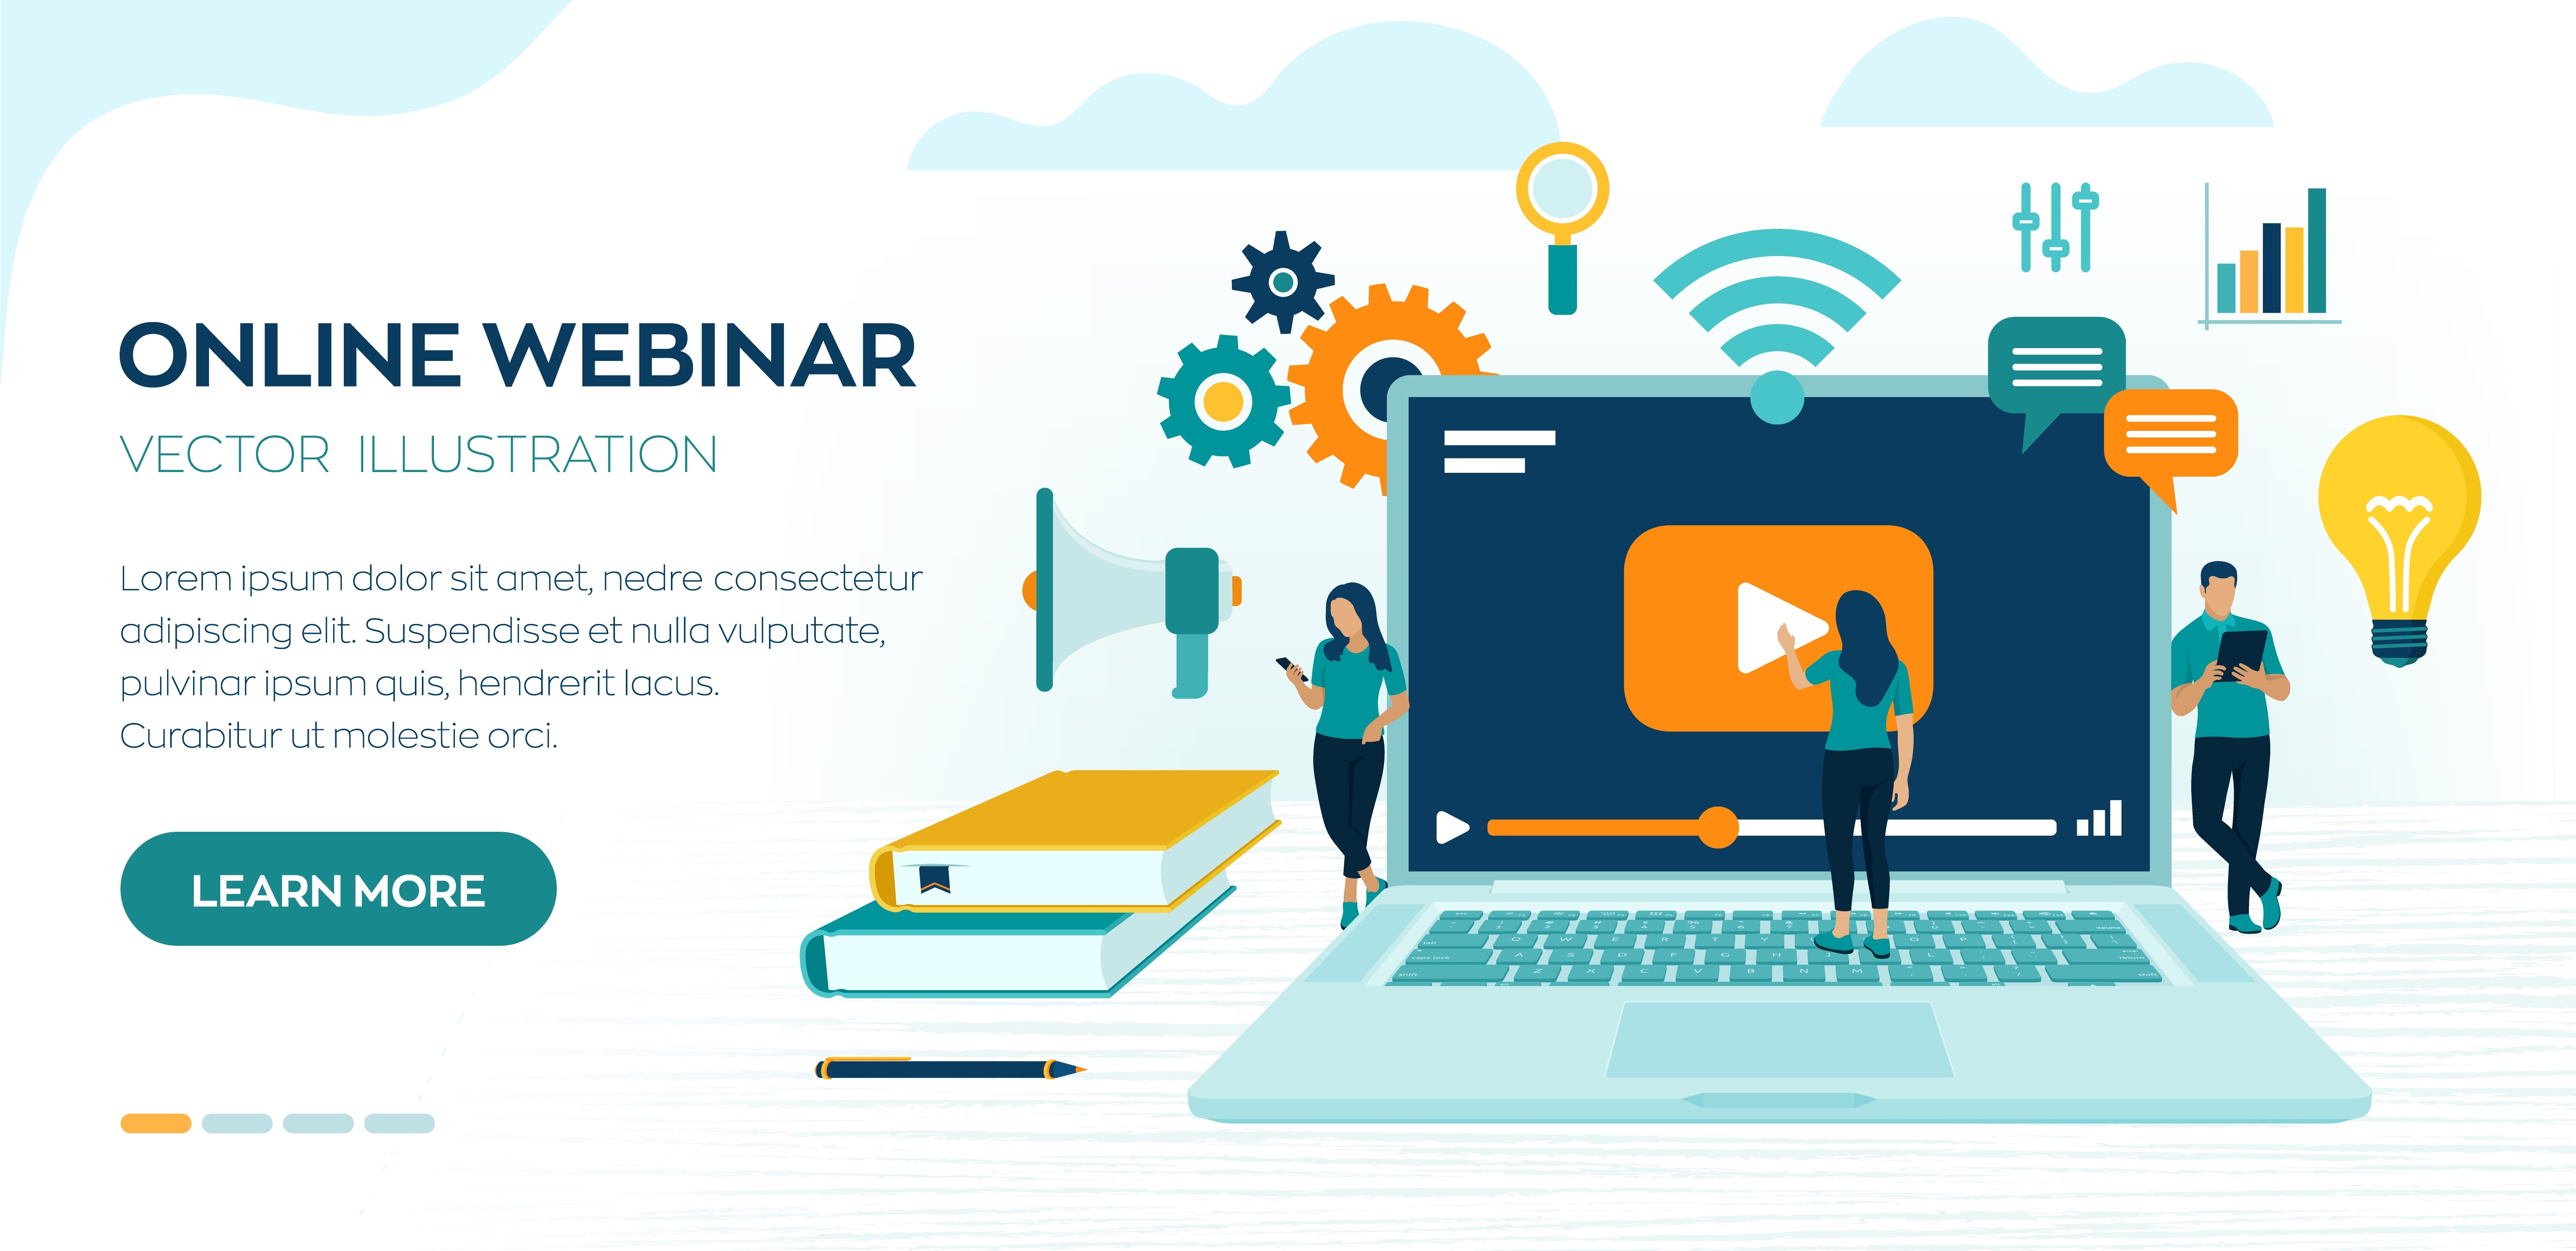 ONLINE WEBINAR
VECTOR ILLUSTRATION
Lorem ipsum dolor sit amet, nedre consectetur
adipiscing elit. Suspendisse et nulla vulputate,
pulvinar ipsum quis, hendrerit lacus.
Curabitur ut molestie orci.
LEARN MORE